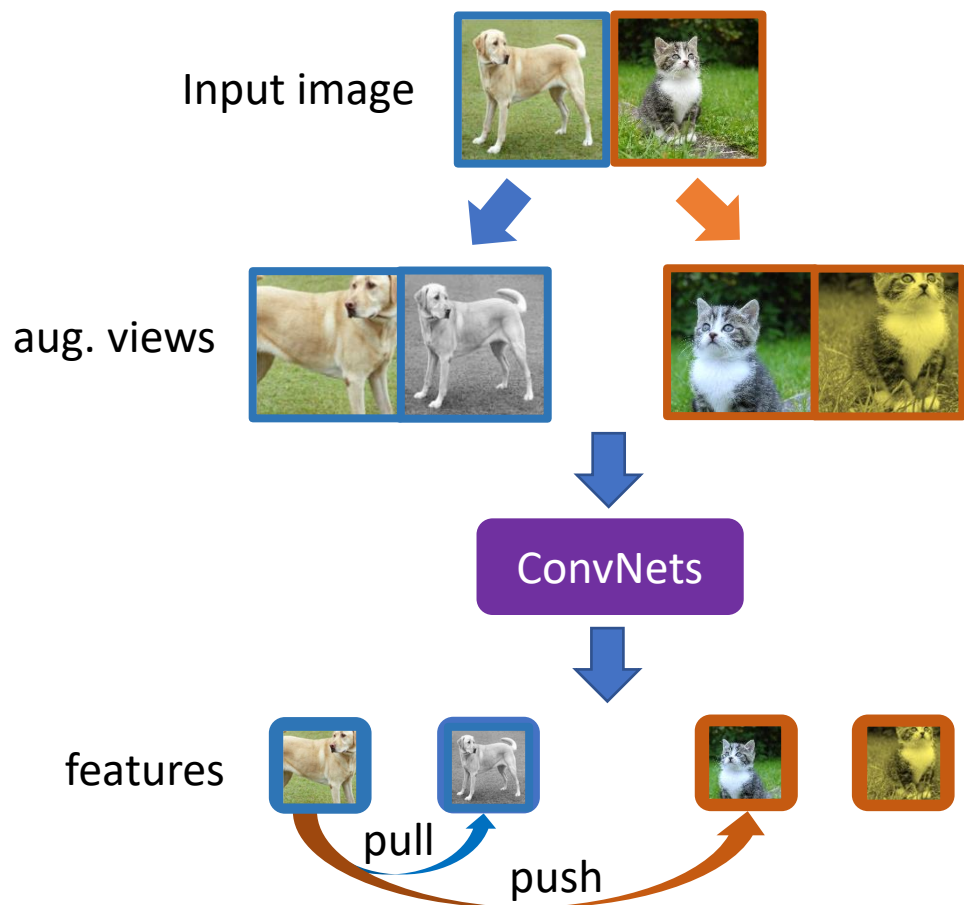 Input image
aug. views
ConvNets
features
pull
push